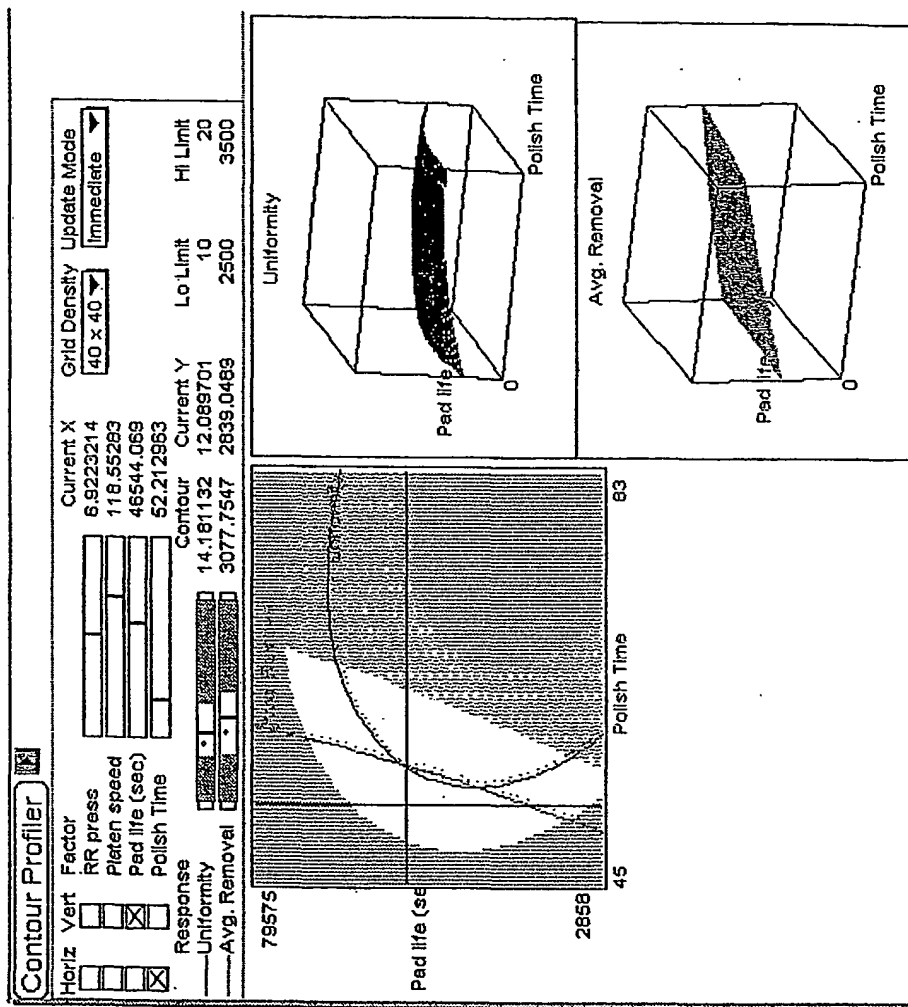 Contour Profiler
Horiz Vert Factor Current X Grid Density Update Mode
RR press 6.9223214 40 x 40 Immediate
Platen speed 118.55283
Pad life (sec) 46544.069
Polish Time 52.212963
Response Contour Current Y Lo Limit Hi Limit
Uniformity 14.181132 12.089701 10 20
Avg. Removal 3077.7547 2839.0489 2500 3500
79575
Pad life (se
2858
45 Polish Time 83
Uniformity
Pad life
0
Polish Time
Avg. Removal
Pad life
0
Polish Time